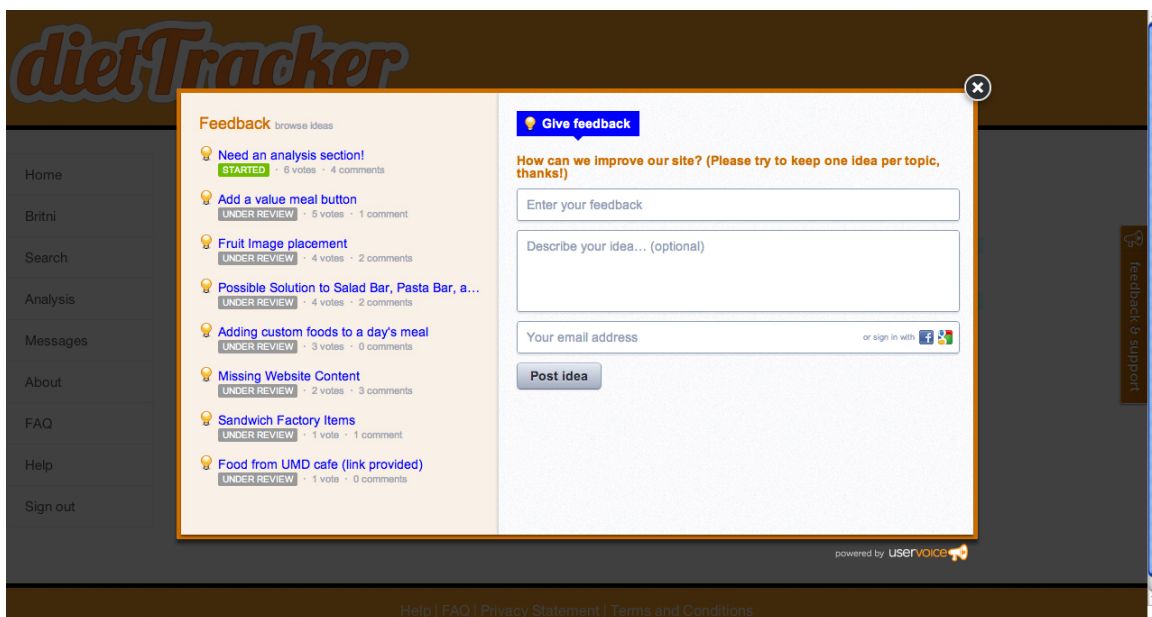 dietTracker
Home
Britni
Search
Analysis
Messages
About
FAQ
Help
Sign out
Feedback browse ideas
Need an analysis section!
STARTED · 6 votes · 4 comments
Add a value meal button
UNDER REVIEW · 5 votes · 1 comment
Fruit Image placement
UNDER REVIEW · 4 votes · 2 comments
Possible Solution to Salad Bar, Pasta Bar, a...
UNDER REVIEW · 4 votes · 2 comments
Adding custom foods to a day's meal
UNDER REVIEW · 3 votes · 0 comments
Missing Website Content
UNDER REVIEW · 2 votes · 3 comments
Sandwich Factory Items
UNDER REVIEW · 1 vote · 1 comment
Food from UMD cafe (link provided)
UNDER REVIEW · 1 vote · 0 comments
Give feedback
How can we improve our site? (Please try to keep one idea per topic,
thanks!)
Enter your feedback
Describe your idea... (optional)
Your email address or sign in with
Post idea
feedback & support
powered by uservoice
Help | FAQ | Privacy Statement | Terms and Conditions